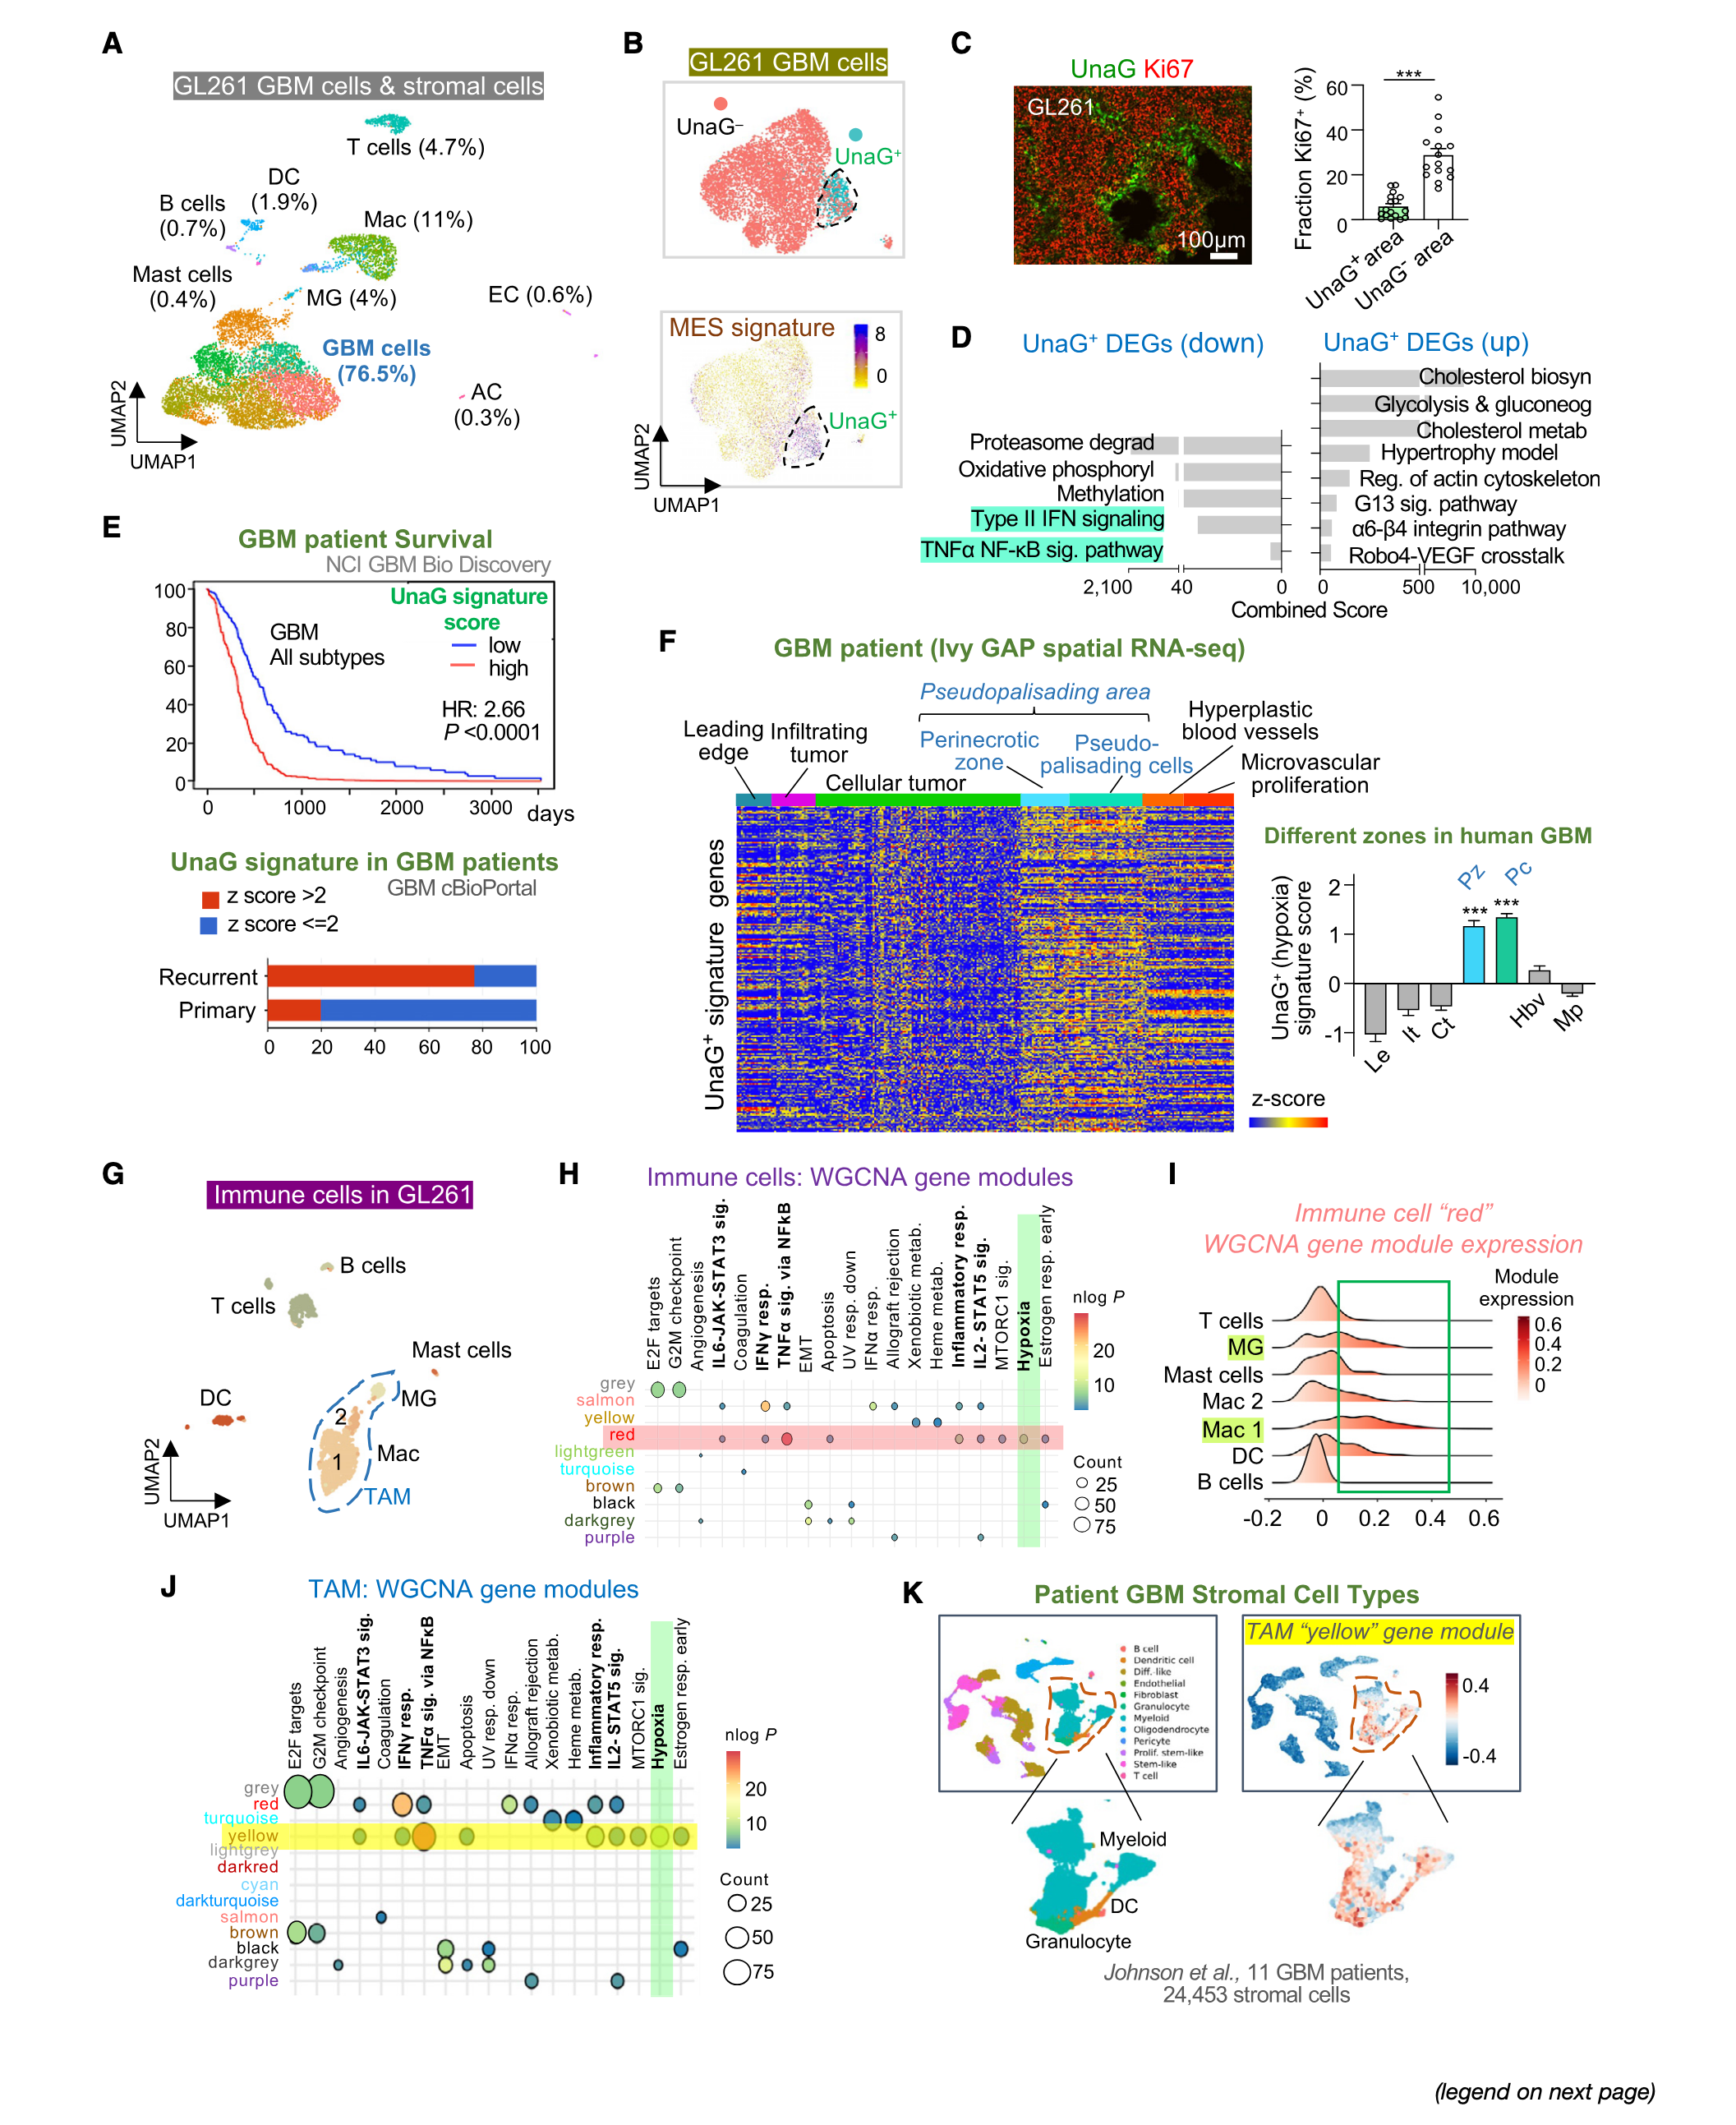 A
GL261 GBM cells & stromal cells
T cells (4.7%)
DC
(1.9%)
B cells
(0.7%)
Mac (11%)
Mast cells
(0.4%)
MG (4%)
EC (0.6%)
GBM cells
(76.5%)
AC
(0.3%)
UMAP2
UMAP1
B
GL261 GBM cells
UnaG–
UnaG+
MES signature
8
0
UnaG+
UMAP2
UMAP1
C
UnaG Ki67
GL261
100µm
Fraction Ki67+ (%)
60
40
20
0
***
UnaG+ area
UnaG- area
D
UnaG+ DEGs (down)
UnaG+ DEGs (up)
Proteasome degrad
Oxidative phosphoryl
Methylation
Type II IFN signaling
TNFα NF-κB sig. pathway
2,100
40
0
Cholesterol biosyn
Glycolysis & gluconeog
Cholesterol metab
Hypertrophy model
Reg. of actin cytoskeleton
G13 sig. pathway
α6-β4 integrin pathway
Robo4-VEGF crosstalk
0
500
10,000
Combined Score
E
GBM patient Survival
NCI GBM Bio Discovery
UnaG signature
score
low
high
GBM
All subtypes
HR: 2.66
P <0.0001
100
80
60
40
20
0
0
1000
2000
3000
days
UnaG signature in GBM patients
GBM cBioPortal
z score >2
z score <=2
Recurrent
Primary
0
20
40
60
80
100
F
GBM patient (Ivy GAP spatial RNA-seq)
Pseudopalisading area
Leading
edge
Infiltrating
tumor
Cellular tumor
Perinecrotic
zone
Pseudo-
palisading cells
Hyperplastic
blood vessels
Microvascular
proliferation
UnaG+ signature genes
z-score
Different zones in human GBM
UnaG+ (hypoxia)
signature score
2
1
0
-1
Pz
Pc
***
***
Le
It
Ct
Hbv
Mp
G
Immune cells in GL261
B cells
T cells
Mast cells
DC
MG
2
Mac
1
TAM
UMAP2
UMAP1
H
Immune cells: WGCNA gene modules
E2F targets
G2M checkpoint
Angiogenesis
IL6-JAK-STAT3 sig.
Coagulation
IFNγ resp.
TNFα sig. via NFkB
EMT
Apoptosis
UV resp. down
IFNα resp.
Allograft rejection
Xenobiotic metab.
Heme metab.
Inflammatory resp.
IL2- STAT5 sig.
MTORC1 sig.
Hypoxia
Estrogen resp. early
grey
salmon
yellow
red
lightgreen
turquoise
brown
black
darkgrey
purple
nlog P
20
10
Count
25
50
75
I
Immune cell “red”
WGCNA gene module expression
Module
expression
0.6
0.4
0.2
0
T cells
MG
Mast cells
Mac 2
Mac 1
DC
B cells
-0.2
0
0.2
0.4
0.6
J
TAM: WGCNA gene modules
E2F targets
G2M checkpoint
Angiogenesis
IL6-JAK-STAT3 sig.
Coagulation
IFNγ resp.
TNFα sig. via NFκB
EMT
Apoptosis
UV resp. down
IFNα resp.
Allograft rejection
Xenobiotic metab.
Heme metab.
Inflammatory resp.
IL2- STAT5 sig.
MTORC1 sig.
Hypoxia
Estrogen resp. early
grey
red
turquoise
yellow
lightgrey
darkred
cyan
darkturquoise
salmon
brown
black
darkgrey
purple
nlog P
20
10
Count
25
50
75
K
Patient GBM Stromal Cell Types
B cell
Dendritic cell
Diff.-like
Endothelial
Fibroblast
Granulocyte
Myeloid
Oligodendrocyte
Pericyte
Prolif. stem-like
Stem-like
T cell
TAM “yellow” gene module
0.4
-0.4
Myeloid
DC
Granulocyte
Johnson et al., 11 GBM patients,
24,453 stromal cells
(legend on next page)